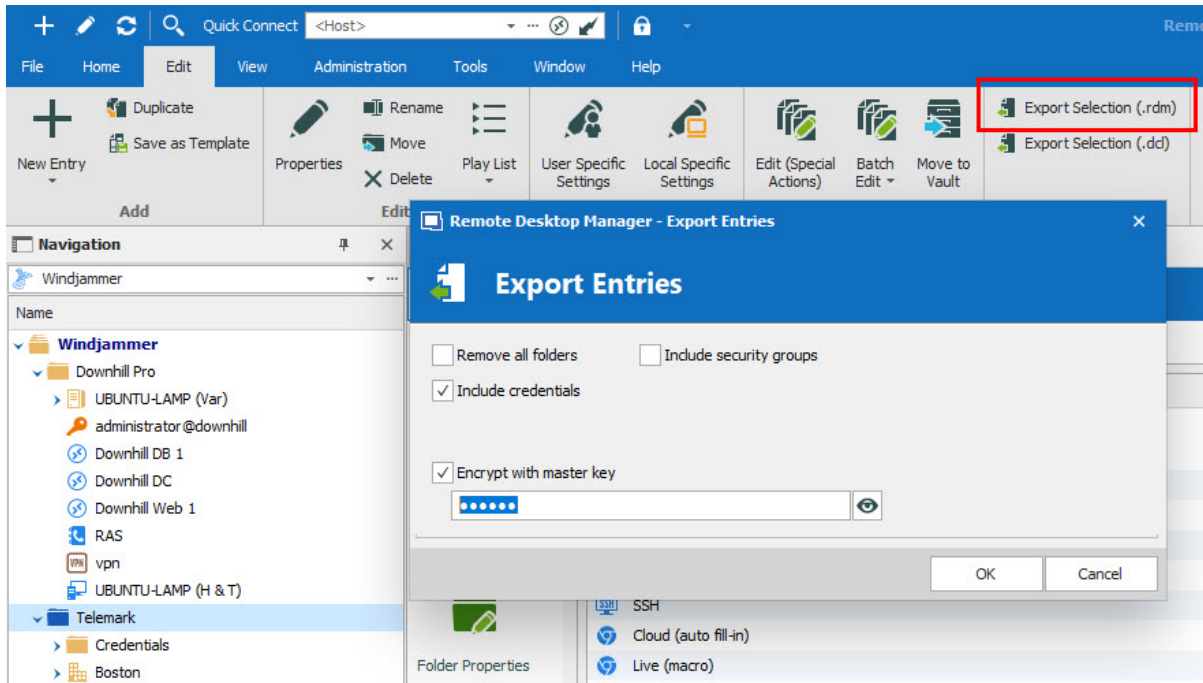 Quick Connect <Host>
Remo
File Home Edit View Administration Tools Window Help
New Entry
Duplicate
Save as Template
Add
Properties
Rename
Move
Delete
Play List
Edit
User Specific
Settings
Local Specific
Settings
Edit (Special
Actions)
Batch
Edit
Move to
Vault
Export Selection (.rdm)
Export Selection (.dcl)
Navigation
Windjammer
Name
Windjammer
Downhill Pro
UBUNTU-LAMP (Var)
administrator@downhill
Downhill DB 1
Downhill DC
Downhill Web 1
RAS
VPN vpn
UBUNTU-LAMP (H & T)
Telemark
Credentials
Boston
Remote Desktop Manager - Export Entries
Export Entries
Remove all folders
Include security groups
Include credentials
Encrypt with master key
OK
Cancel
Folder Properties
SSH SSH
Cloud (auto fill-in)
Live (macro)